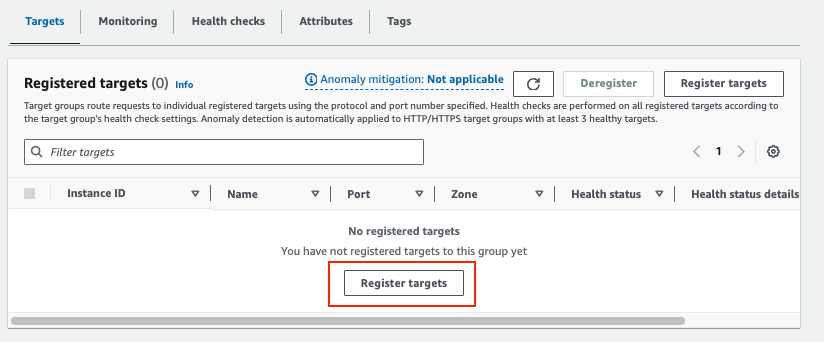 Targets Monitoring Health checks Attributes Tags
Registered targets (0) Info Anomaly mitigation: Not applicable Deregister Register targets
Target groups route requests to individual registered targets using the protocol and port number specified. Health checks are performed on all registered targets according to
the target group's health check settings. Anomaly detection is automatically applied to HTTP/HTTPS target groups with at least 3 healthy targets.
Filter targets 1
Instance ID Name Port Zone Health status Health status details
No registered targets
You have not registered targets to this group yet
Register targets